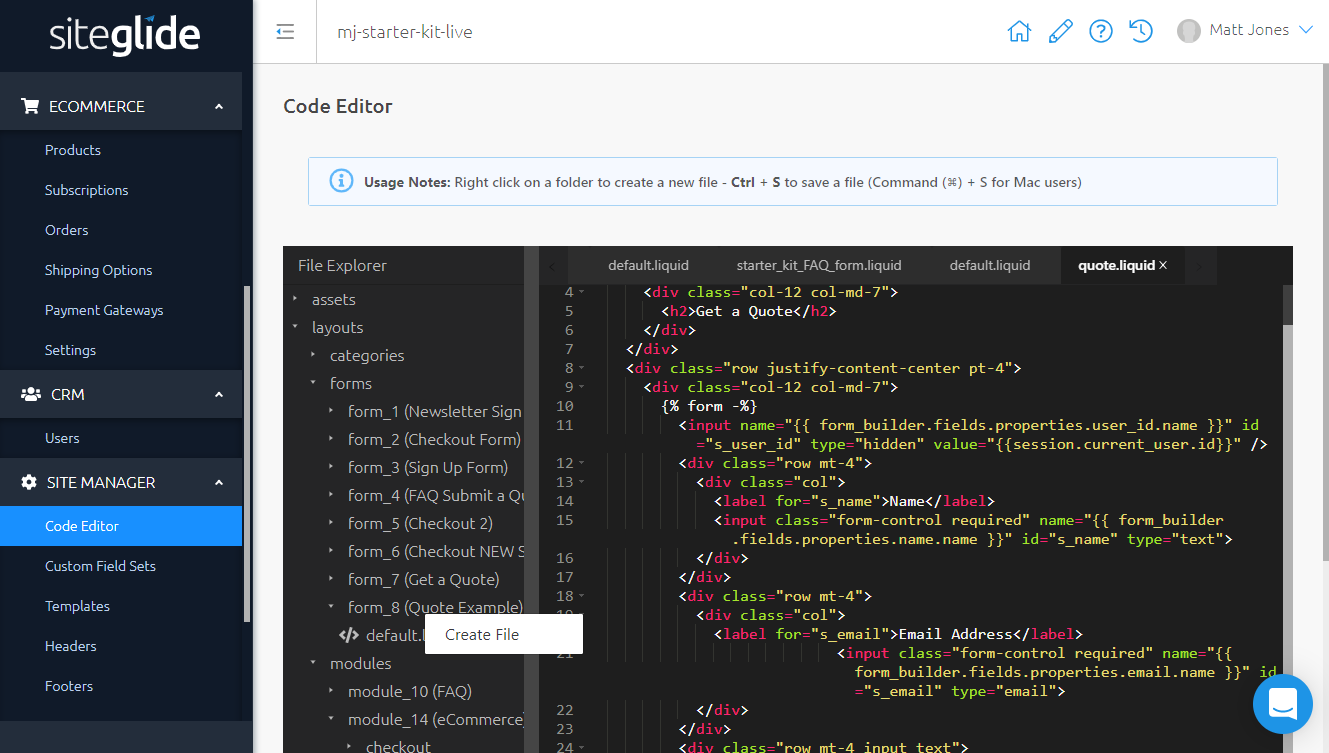 siteglide
mj-starter-kit-live
Matt Jones
ECOMMERCE
Products
Subscriptions
Orders
Shipping Options
Payment Gateways
Settings
CRM
Users
SITE MANAGER
Code Editor
Custom Field Sets
Templates
Headers
Footers
Code Editor
Usage Notes: Right click on a folder to create a new file - Ctrl + S to save a file (Command (⌘) + S for Mac users)
File Explorer
assets
layouts
categories
forms
form_1 (Newsletter Sign
form_2 (Checkout Form)
form_3 (Sign Up Form)
form_4 (FAQ Submit a Qu
form_5 (Checkout 2)
form_6 (Checkout NEW S
form_7 (Get a Quote)
form_8 (Quote Example)
</> default.l
Create File
modules
module_10 (FAQ)
module_14 (eCommerce)
checkout
default.liquid starter_kit_FAQ_form.liquid default.liquid quote.liquid X
4 <div class="col-12 col-md-7">
5 <h2>Get a Quote</h2>
6 </div>
7 </div>
8 <div class="row justify-content-center pt-4">
9 <div class="col-12 col-md-7">
10 {% form -%}
11 <input name="{{ form_builder.fields.properties.user_id.name }}" id
="s_user_id" type="hidden" value="{{session.current_user.id}}" />
12 <div class="row mt-4">
13 <div class="col">
14 <label for="s_name">Name</label>
15 <input class="form-control required" name="{{ form_builder
.fields.properties.name.name }}" id="s_name" type="text">
16 </div>
17 </div>
18 <div class="row mt-4">
19 <div class="col">
<label for="s_email">Email Address</label>
21 <input class="form-control required" name="{{
form_builder.fields.properties.email.name }}" id
="s_email" type="email">
22 </div>
23 </div>
24 <div class="row mt-4 input_text">